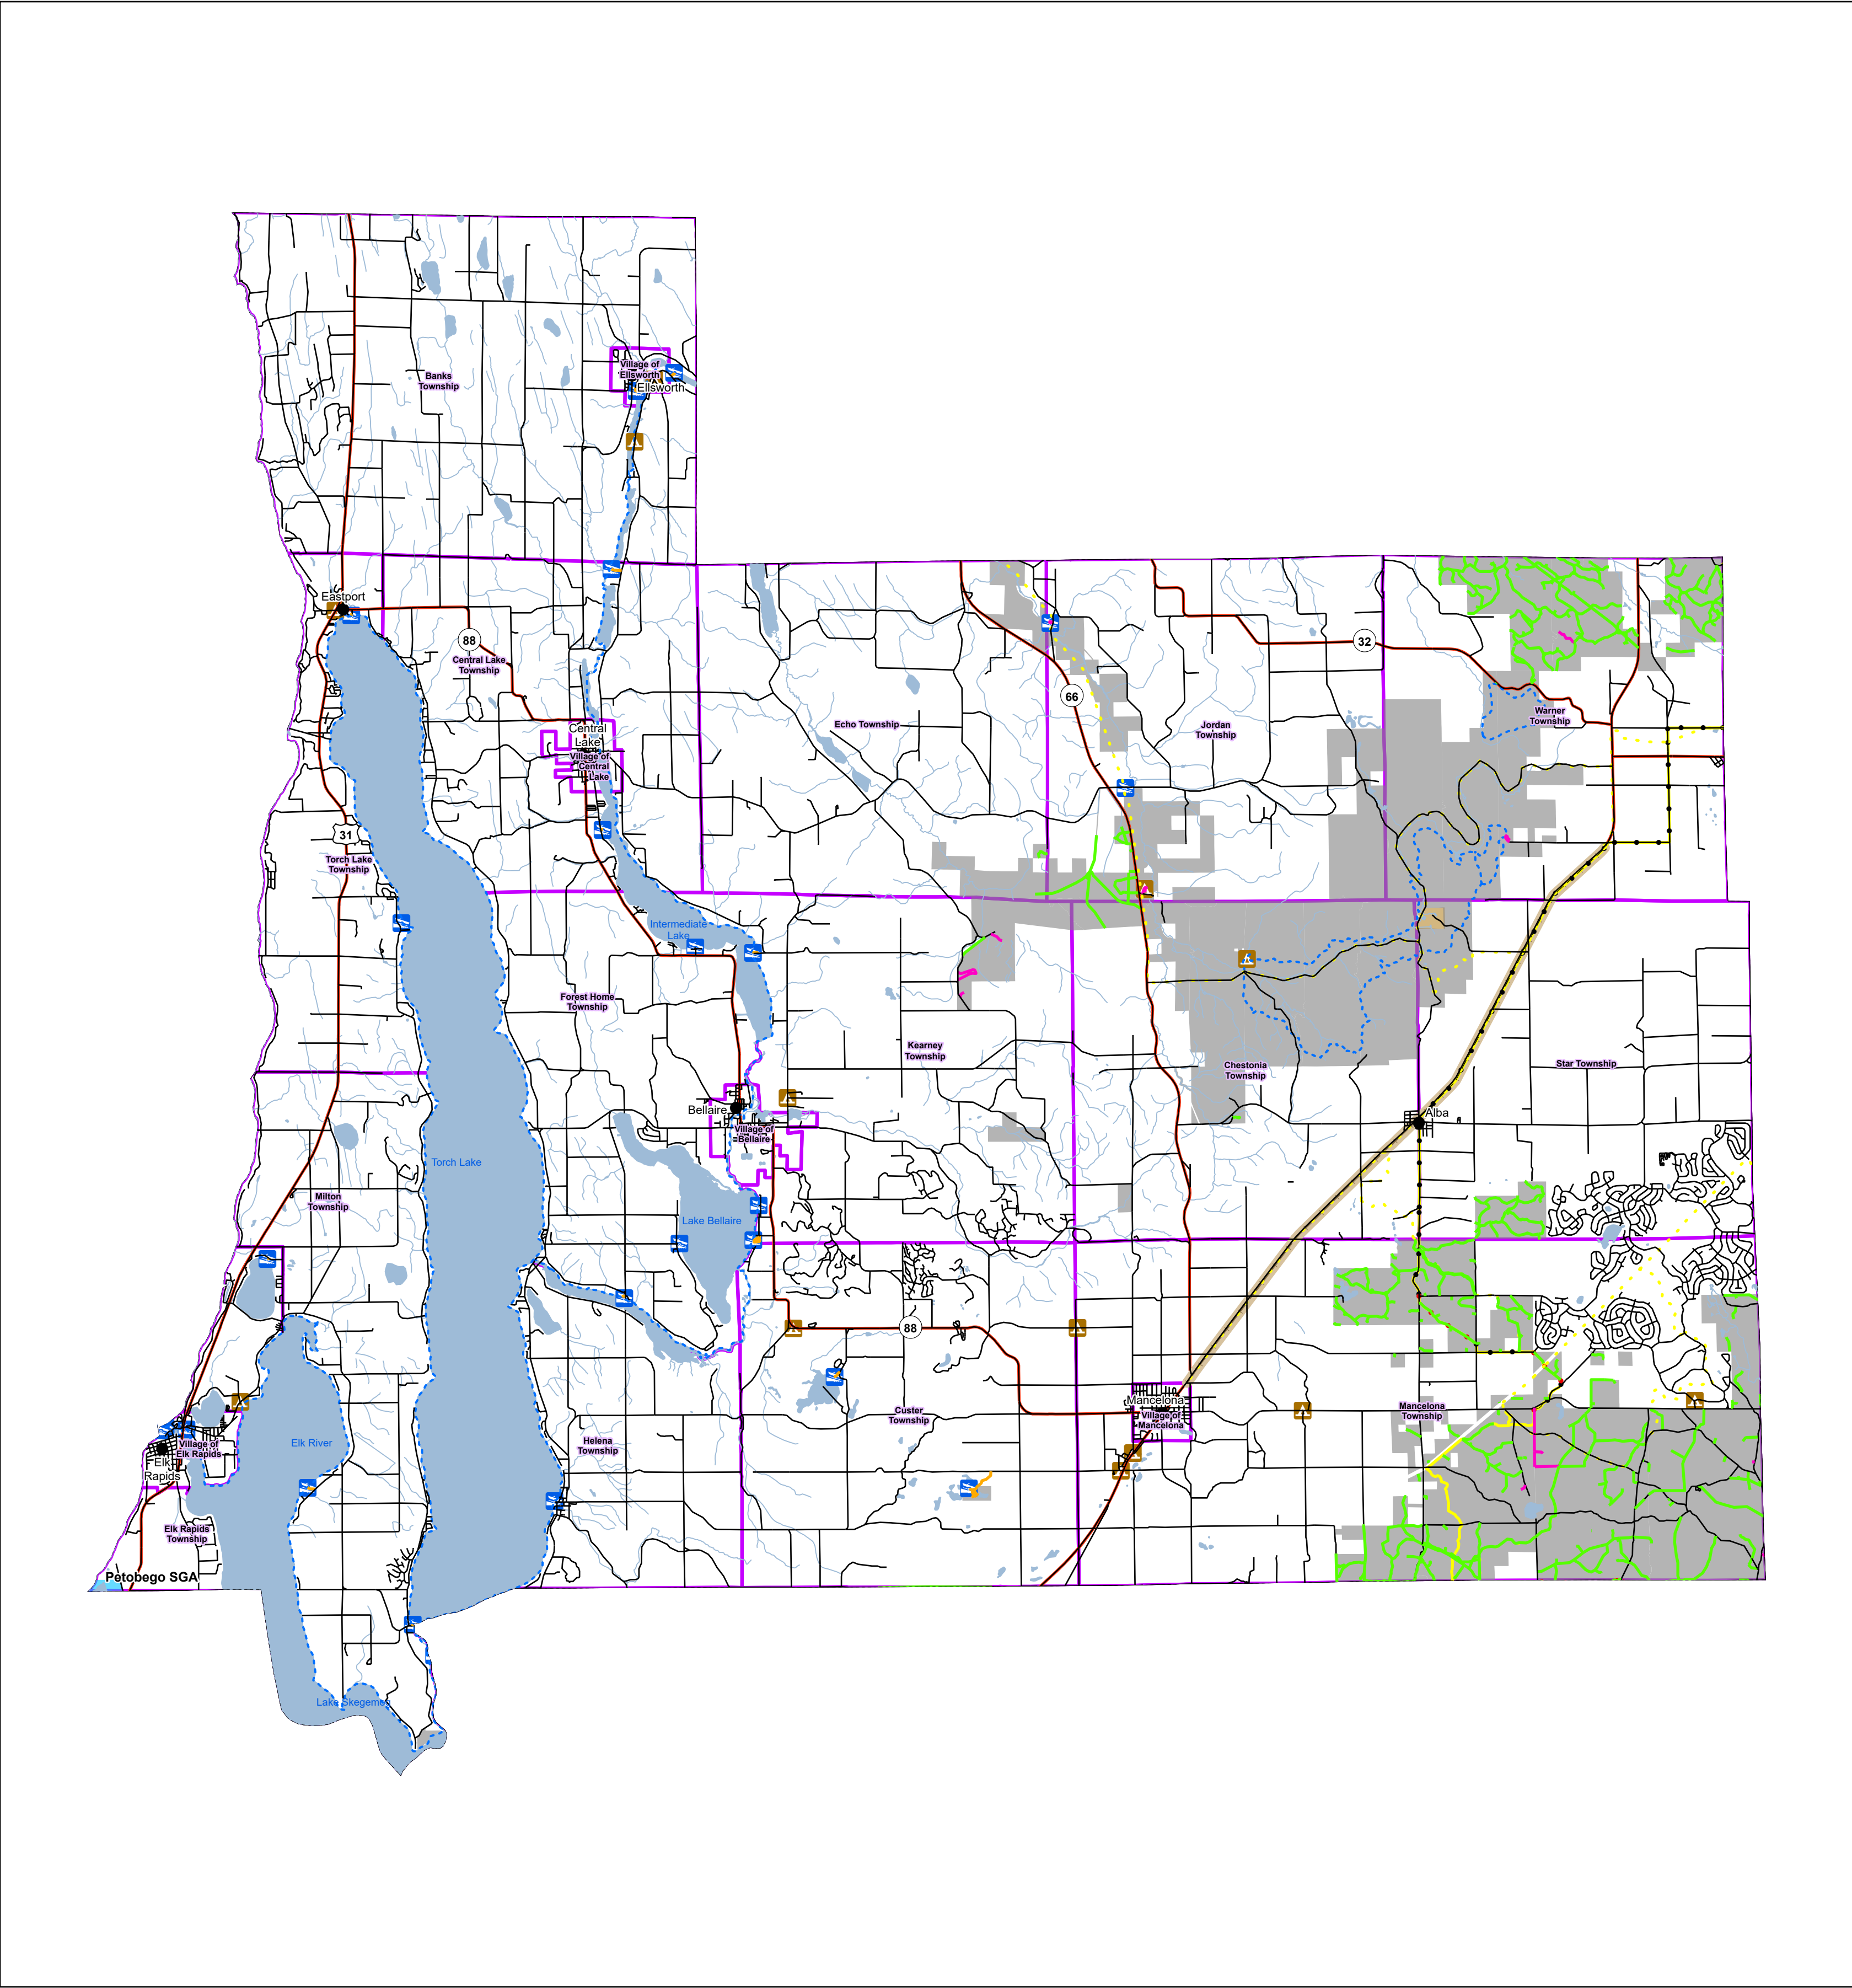 Banks
Township
Village of
Ellsworth
Ellsworth
Eastport
88
Central Lake
Township
32
66
Warner
Township
Echo Township
Jordan
Township
Central
Lake
Village of
Central
Lake
31
Torch Lake
Township
Intermediate
Lake
Forest Home
Township
Kearney
Township
Chestonia
Township
Star Township
Bellaire
Village of
Bellaire
Alba
Torch Lake
Milton
Township
Lake Bellaire
88
Mancelona
Village of
Mancelona
Custer
Township
Mancelona
Township
Elk River
Helena
Township
Village of
Elk Rapids
Elk
Rapids
Elk Rapids
Township
Petobego SGA
Lake Skegemog